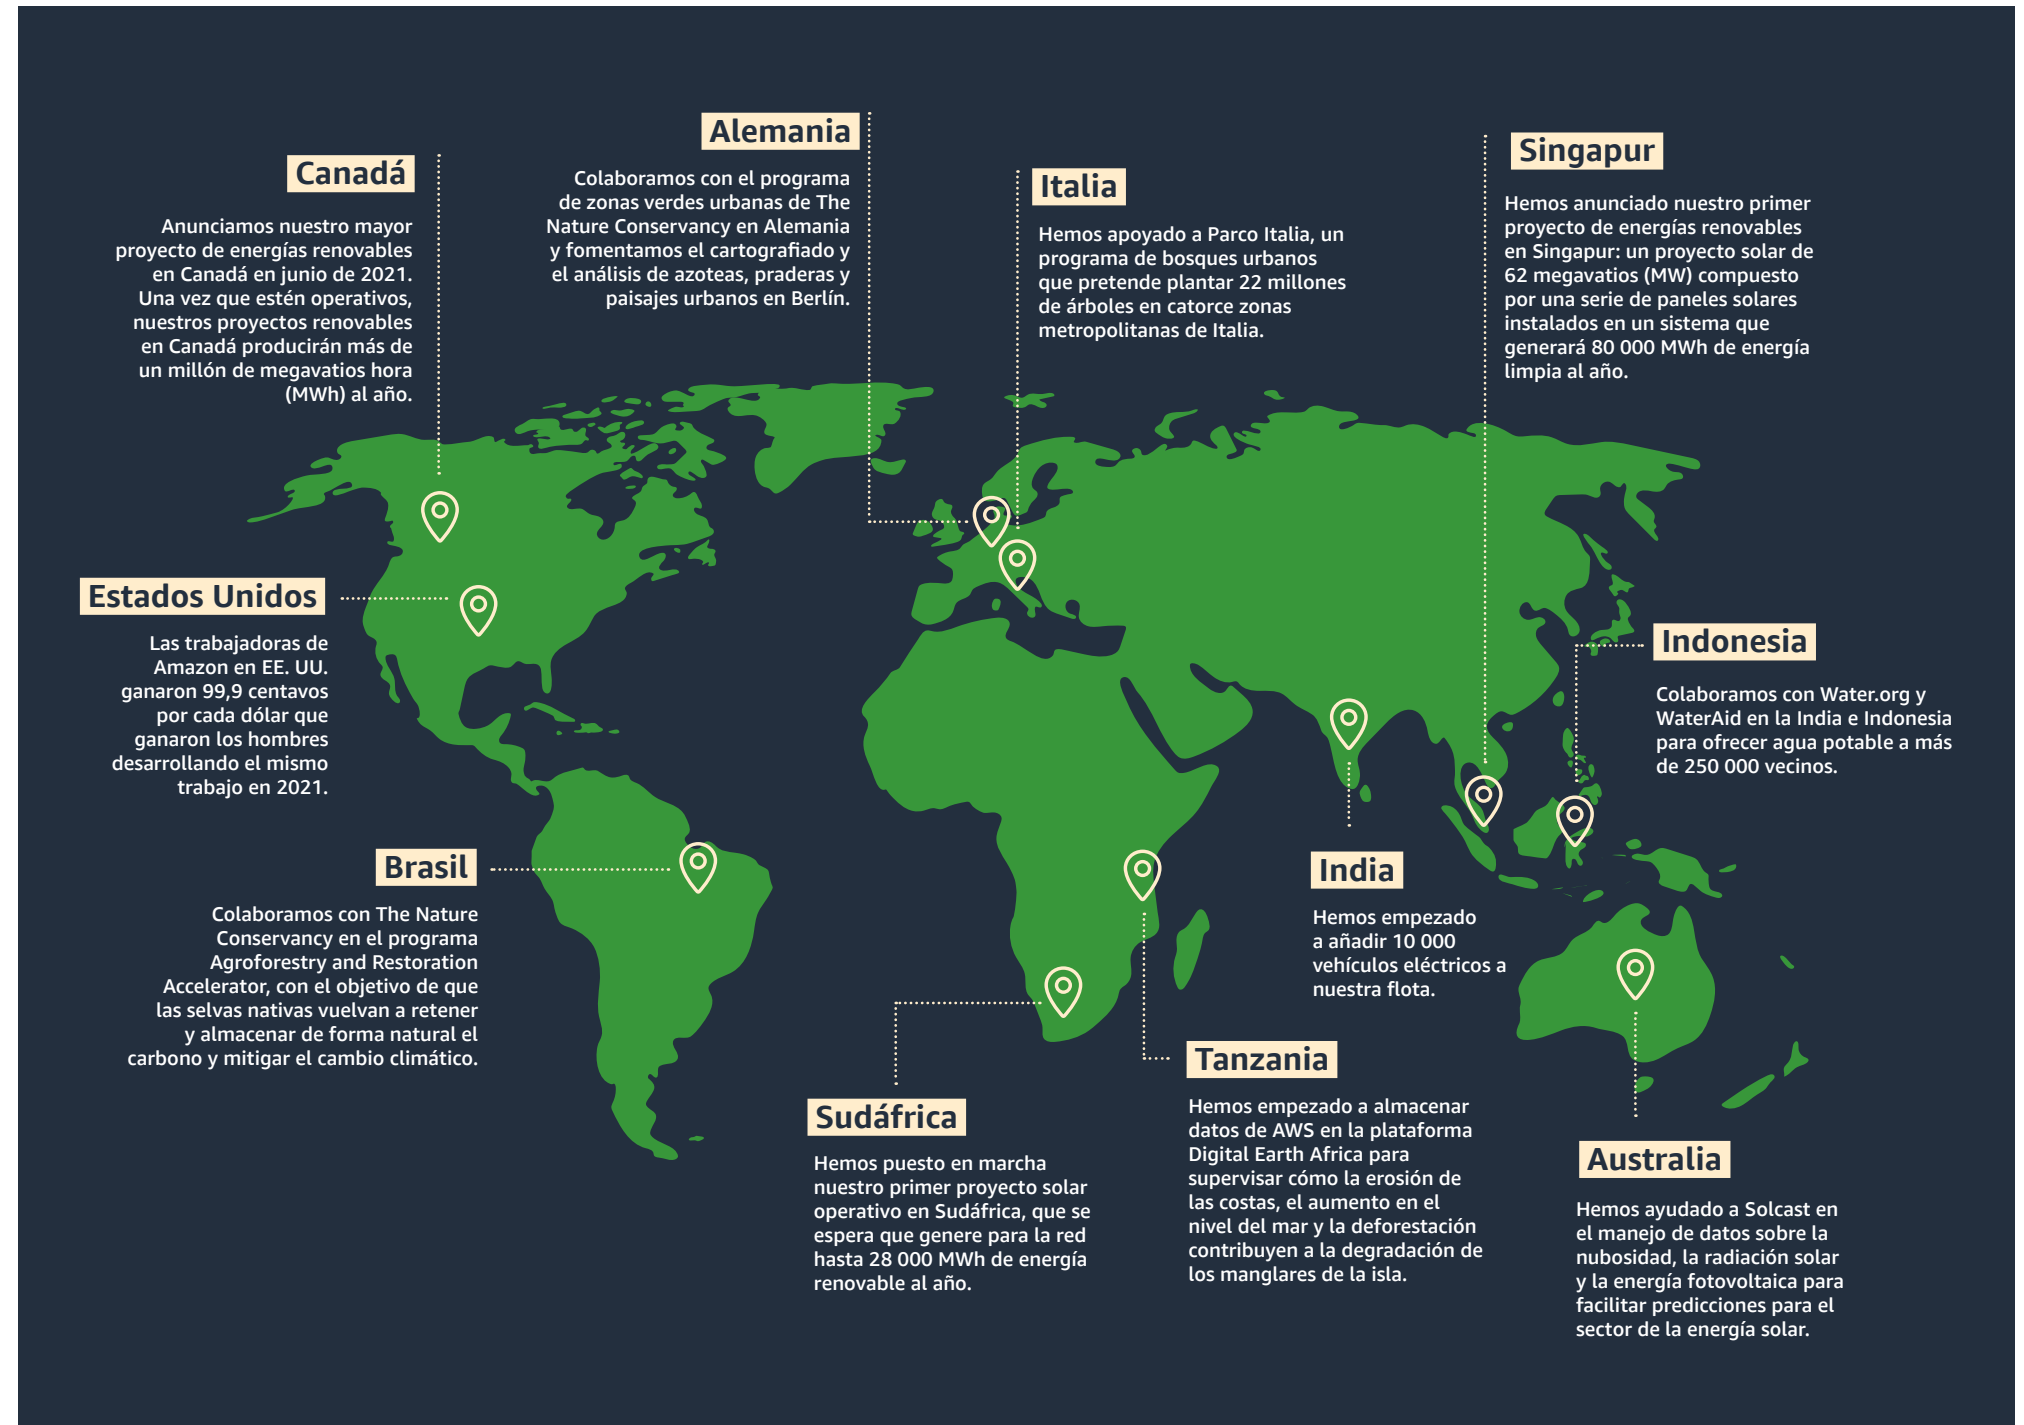 Canadá
Anunciamos nuestro mayor
proyecto de energías renovables
en Canadá en junio de 2021.
Una vez que estén operativos,
nuestros proyectos renovables
en Canadá producirán más de
un millón de megavatios hora
(MWh) al año.
Alemania
Colaboramos con el programa
de zonas verdes urbanas de The
Nature Conservancy en Alemania
y fomentamos el cartografiado y
el análisis de azoteas, praderas y
paisajes urbanos en Berlín.
Italia
Hemos apoyado a Parco Italia, un
programa de bosques urbanos
que pretende plantar 22 millones
de árboles en catorce zonas
metropolitanas de Italia.
Singapur
Hemos anunciado nuestro primer
proyecto de energías renovables
en Singapur: un proyecto solar de
62 megavatios (MW) compuesto
por una serie de paneles solares
instalados en un sistema que
generará 80 000 MWh de energía
limpia al año.
Estados Unidos
Las trabajadoras de
Amazon en EE. UU.
ganaron 99,9 centavos
por cada dólar que
ganaron los hombres
desarrollando el mismo
trabajo en 2021.
Indonesia
Colaboramos con Water.org y
WaterAid en la India e Indonesia
para ofrecer agua potable a más
de 250 000 vecinos.
Brasil
Colaboramos con The Nature
Conservancy en el programa
Agroforestry and Restoration
Accelerator, con el objetivo de que
las selvas nativas vuelvan a retener
y almacenar de forma natural el
carbono y mitigar el cambio climático.
India
Hemos empezado
a añadir 10 000
vehículos eléctricos a
nuestra flota.
Sudáfrica
Hemos puesto en marcha
nuestro primer proyecto solar
operativo en Sudáfrica, que se
espera que genere para la red
hasta 28 000 MWh de energía
renovable al año.
Tanzania
Hemos empezado a almacenar
datos de AWS en la plataforma
Digital Earth Africa para
supervisar cómo la erosión de
las costas, el aumento en el
nivel del mar y la deforestación
contribuyen a la degradación de
los manglares de la isla.
Australia
Hemos ayudado a Solcast en
el manejo de datos sobre la
nubosidad, la radiación solar
y la energía fotovoltaica para
facilitar predicciones para el
sector de la energía solar.